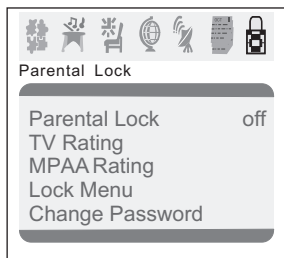 Parental Lock
Parental Lock off
TV Rating
MPAA Rating
Lock Menu
Change Password